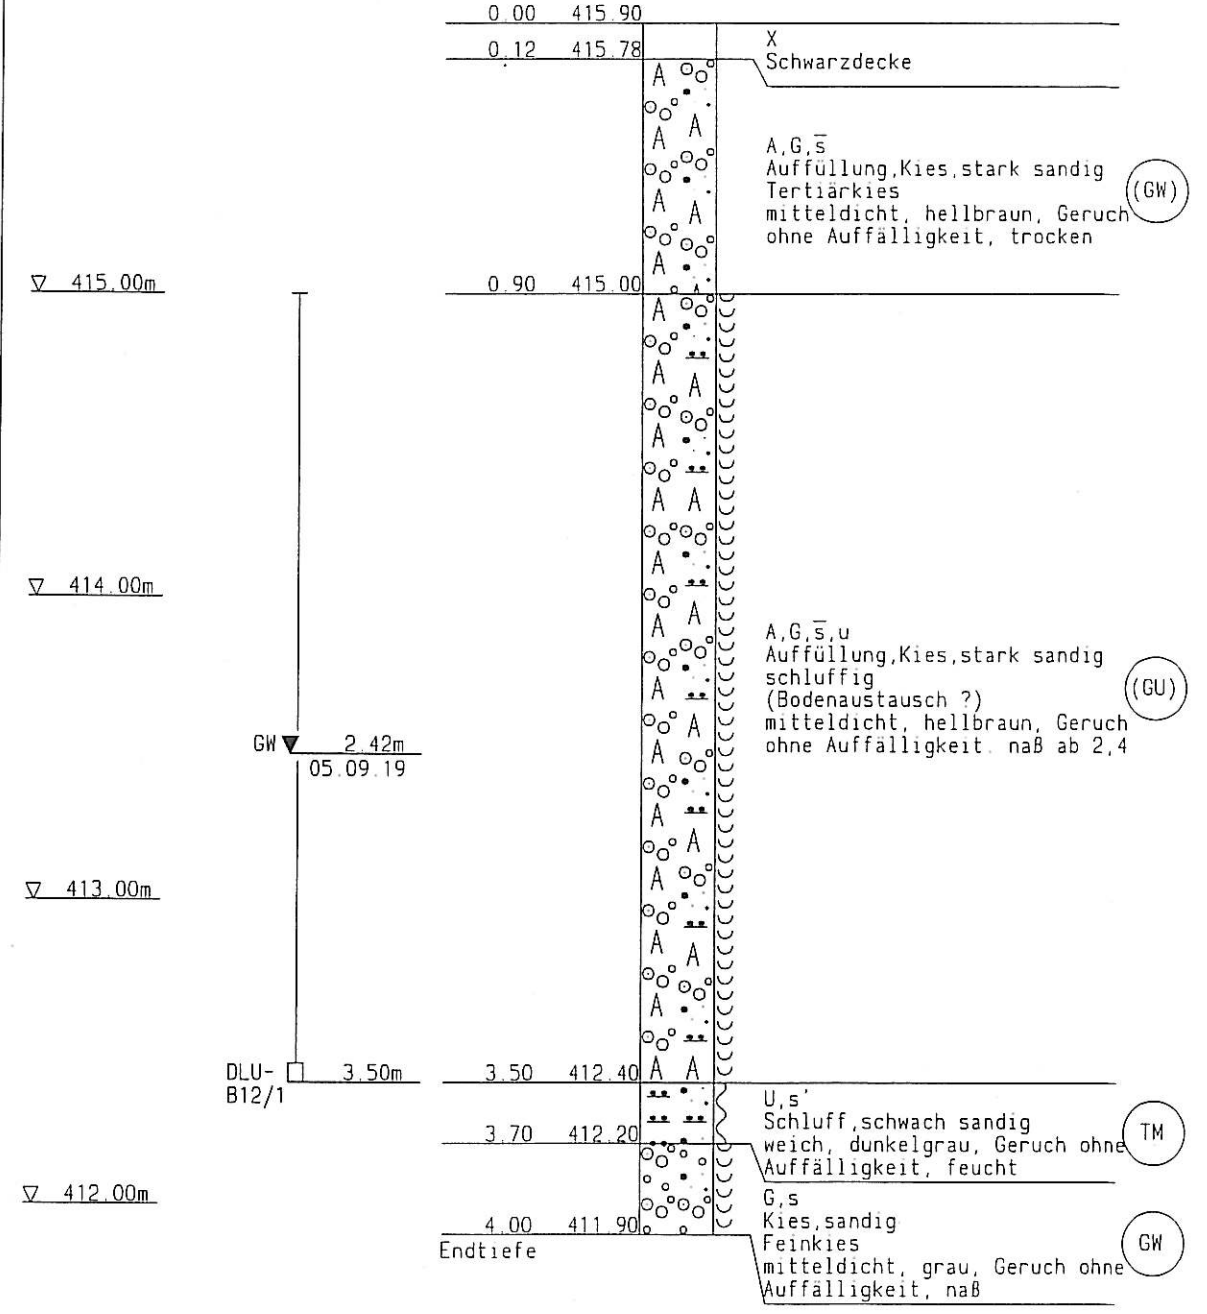 0.00 415.90
X
0.12 415.78
Schwarzdecke
A,G,s̅
Auffüllung,Kies,stark sandig
(GW)
Tertiärkies
mitteldicht, hellbraun, Geruch
ohne Auffälligkeit, trocken
415.00m
0.90 415.00
414.00m
A,G,s̅,u
Auffüllung,Kies,stark sandig
schluffig
(GU)
(Bodenaustausch ?)
mitteldicht, hellbraun, Geruch
ohne Auffälligkeit. naß ab 2,4
GW 2.42m
05.09.19
413.00m
DLU-
B12/1
3.50m
3.50 412.40
U,s'
Schluff,schwach sandig
TM
3.70 412.20
weich, dunkelgrau, Geruch ohne
Auffälligkeit, feucht
412.00m
G,s
Kies,sandig
4.00 411.90
Endtiefe
Feinkies
GW
mitteldicht, grau, Geruch ohne
Auffälligkeit, naß